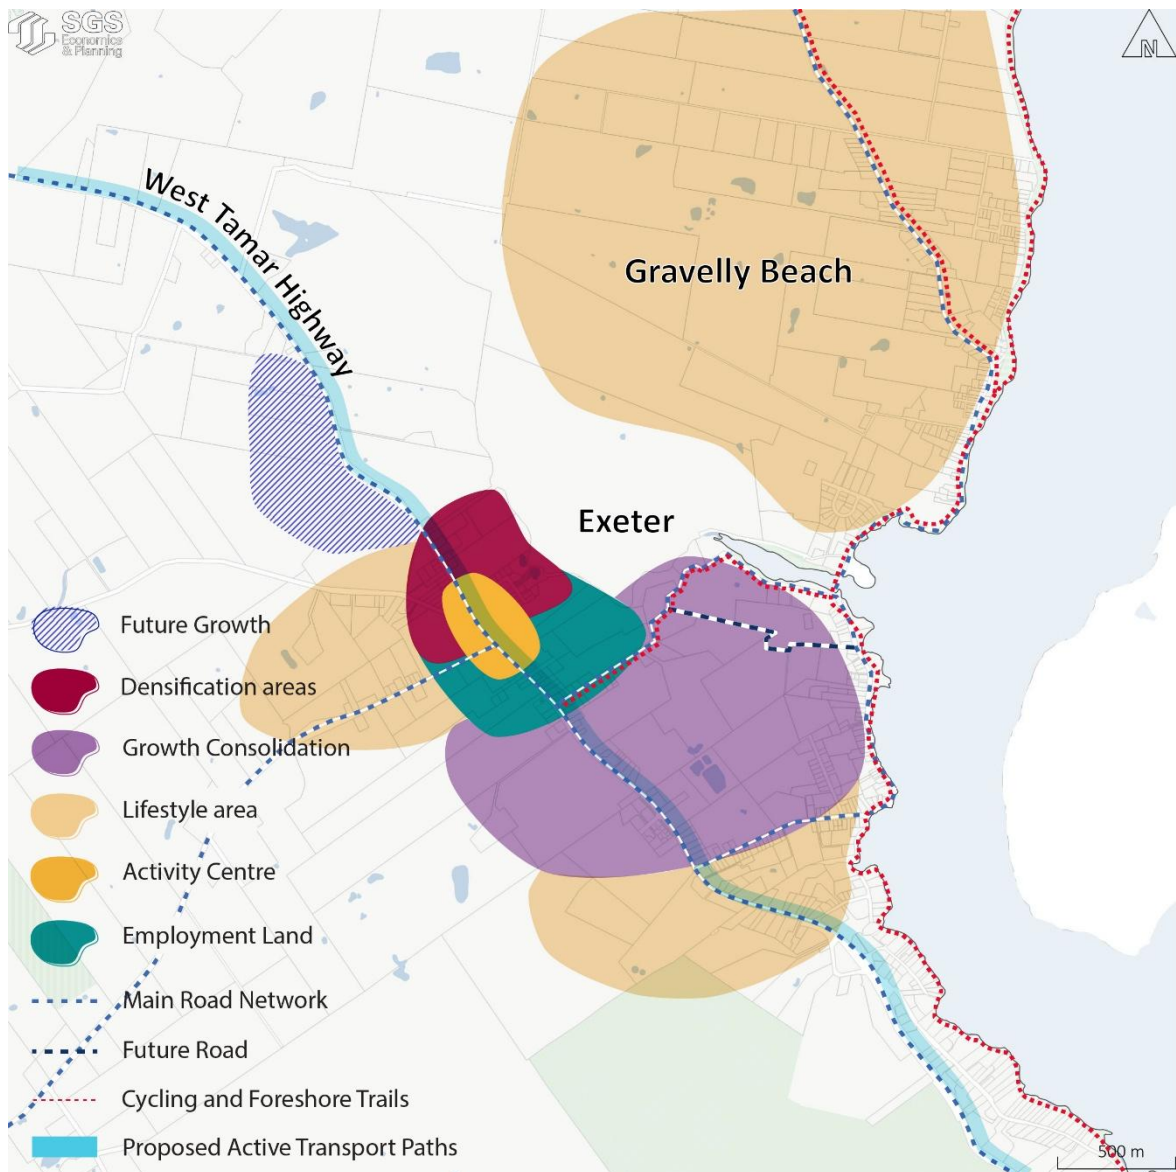 SGS
Economics
& Planning
N
West Tamar Highway
Gravelly Beach
Exeter
Future Growth
Densification areas
Growth Consolidation
Lifestyle area
Activity Centre
Employment Land
Main Road Network
Future Road
Cycling and Foreshore Trails
Proposed Active Transport Paths
500 m